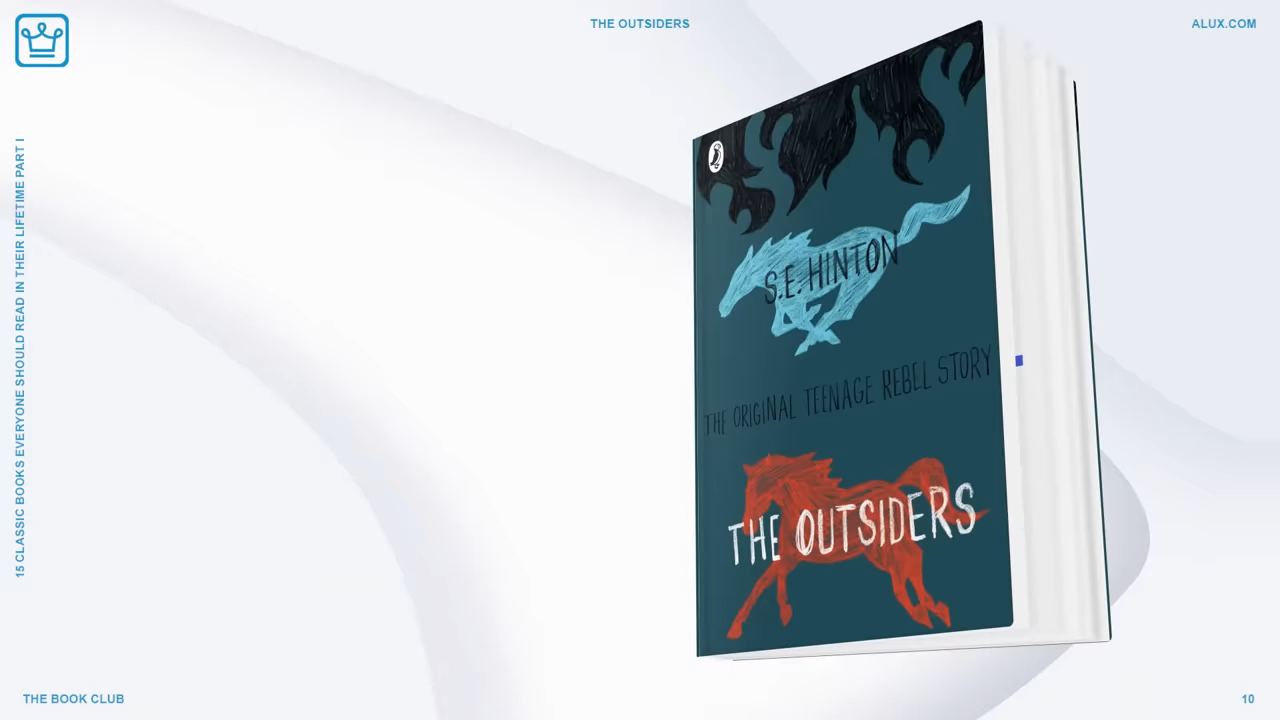 THE OUTSIDERS
ALUX.COM
15 CLASSIC BOOKS EVERYONE SHOULD READ IN THEIR LIFETIME PART I
S.E. HINTON
THE ORIGINAL TEENAGE REBEL STORY
THE OUTSIDERS
THE BOOK CLUB
10